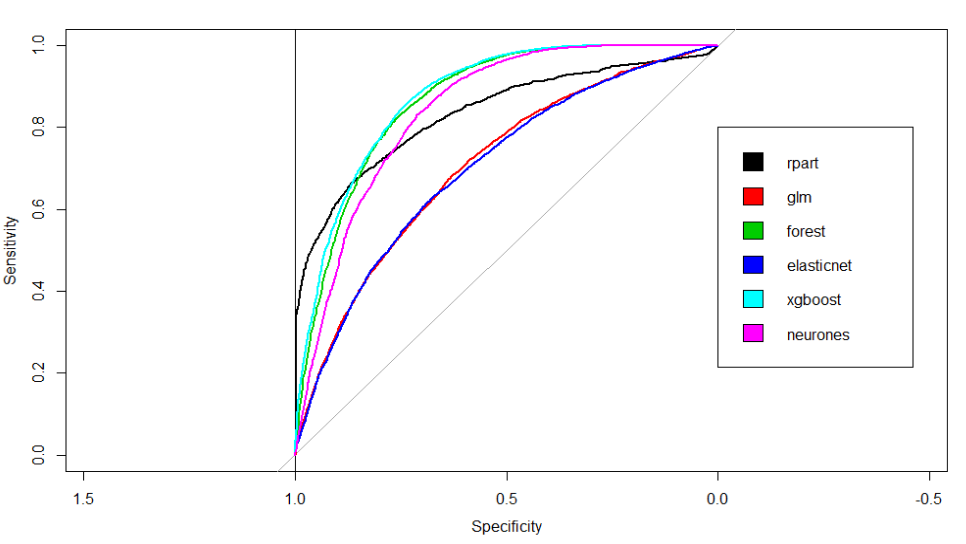 1.0
0.8
0.6
0.4
0.2
0.0
Sensitivity
rpart
glm
forest
elasticnet
xgboost
neurones
1.5
1.0
0.5
0.0
-0.5
Specificity